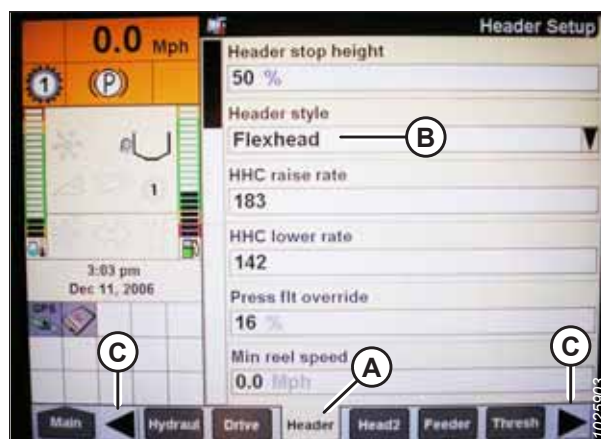 0.0 Mph
Header Setup
1 (P)
Header stop height
50 %
Header style
Flexhead
B
HHC raise rate
183
1
HHC lower rate
142
3:03 pm
Dec 11, 2006
Press flt override
16 %
GPS
Min reel speed
0.0 Mph
C
A
C
Main
Hydraul
Drive
Header
Head2
Feeder
Thresh
1025903